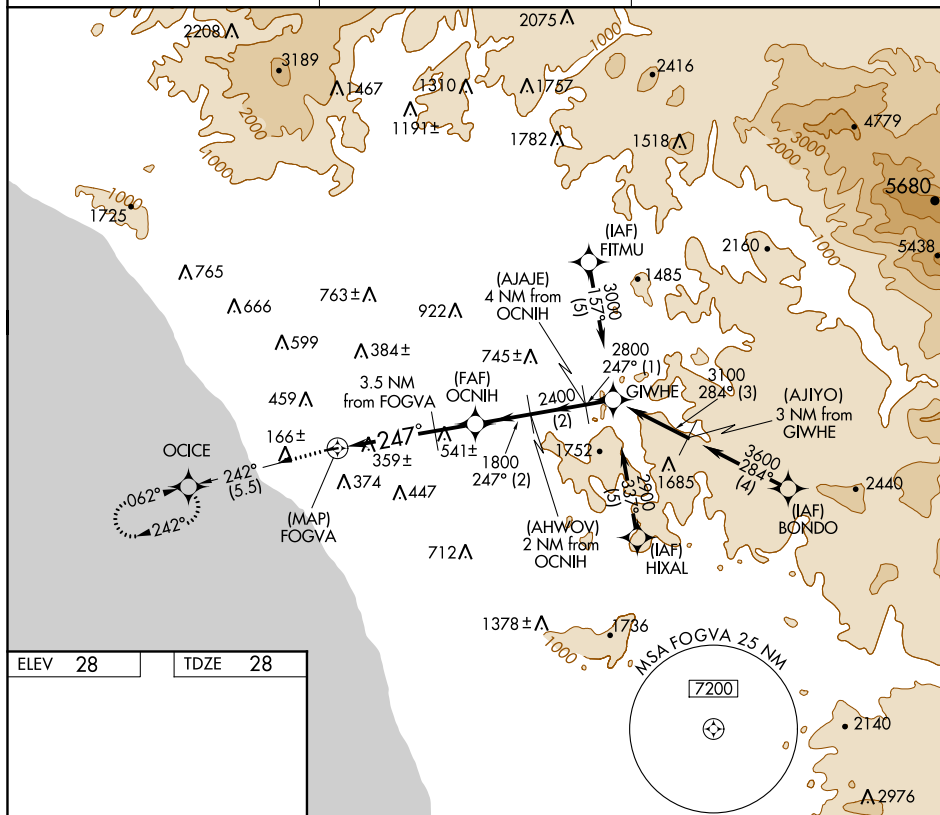 2075
1000
2208
3189
1467
1310
1757
2416
1191±
2000
1000
1782
1518
4779
3000
2000
5680
1000
1725
1000
5438
(IAF)
FITMU
2160
765
(AJAJE)
4 NM from
OCNIH
3000
157°
(5)
1485
666
763±
922
599
384±
745±
2800
247° (1)
GIWHE
3100
284° (3)
(AJIYO)
3 NM from
GIWHE
3.5 NM
from FOGVA
(FAF)
OCNIH
2400
(2)
459
247°
OCICE
166±
359±
541±
1800
247° (2)
1752
3600
284°
(4)
242°
(5.5)
062°
242°
374
447
1685
2900
337°
(5)
2440
(IAF)
BONDO
(MAP)
FOGVA
(AHWOV)
2 NM from
OCNIH
(IAF)
HIXAL
712
1378±
1736
1000
MSA FOGVA 25 NM
7200
ELEV 28
TDZE 28
2140
2976